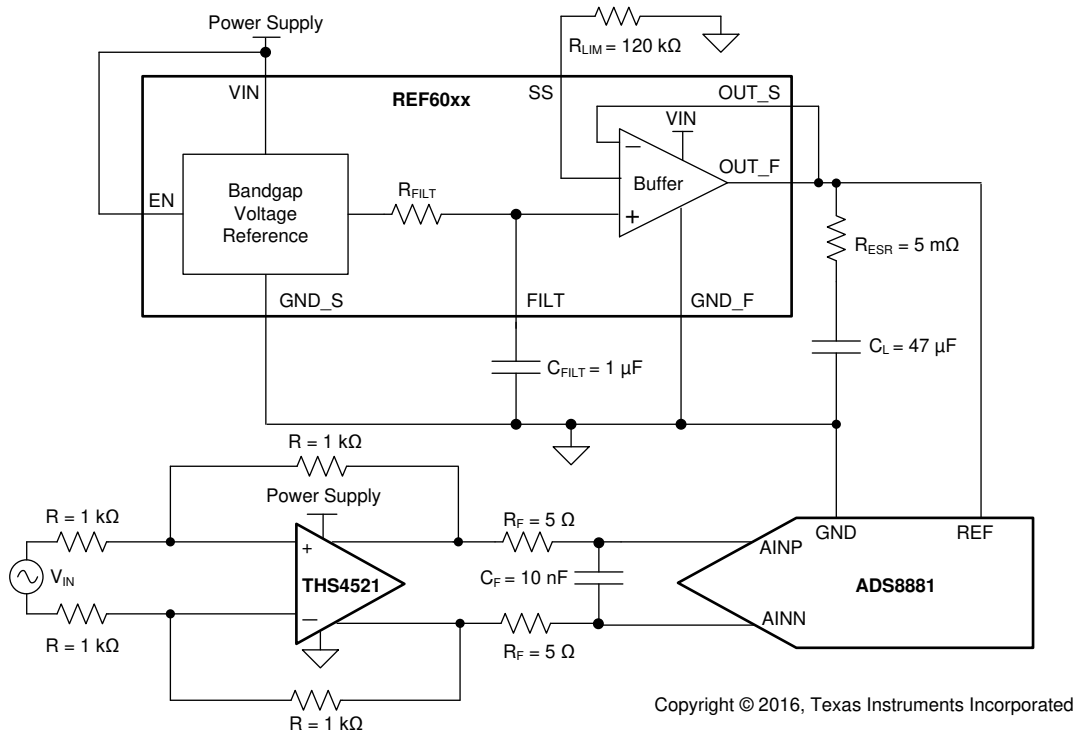 Power Supply
R_LIM = 120 kΩ
VIN
REF60xx
SS
OUT_S
VIN
OUT_F
EN
Bandgap
Voltage
Reference
R_FILT
−
Buffer
+
R_ESR = 5 mΩ
GND_S
FILT
GND_F
C_FILT = 1 µF
C_L = 47 µF
R = 1 kΩ
Power Supply
R = 1 kΩ
R_F = 5 Ω
GND
REF
+
AINP
V_IN
THS4521
C_F = 10 nF
ADS8881
−
AINN
R = 1 kΩ
R_F = 5 Ω
R = 1 kΩ
Copyright © 2016, Texas Instruments Incorporated